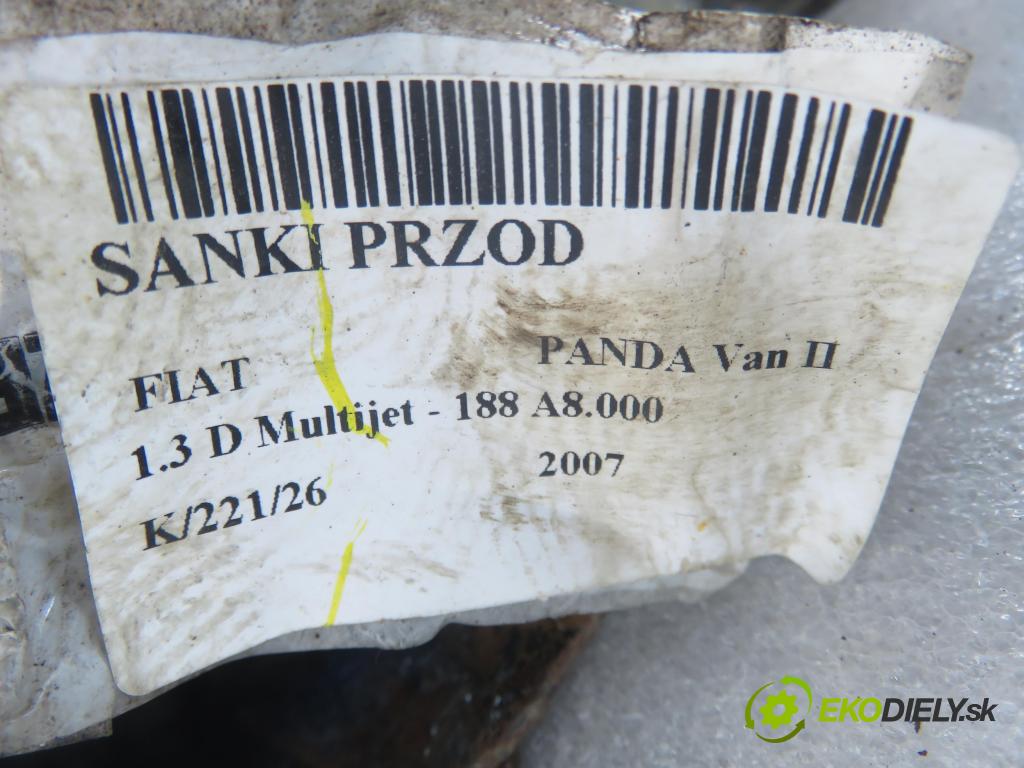 SANKI PRZOD
FIAT PANDA Van II
1.3 D Multijet - 188 A8.000
K/221/26 2007
EKODIELY.sk